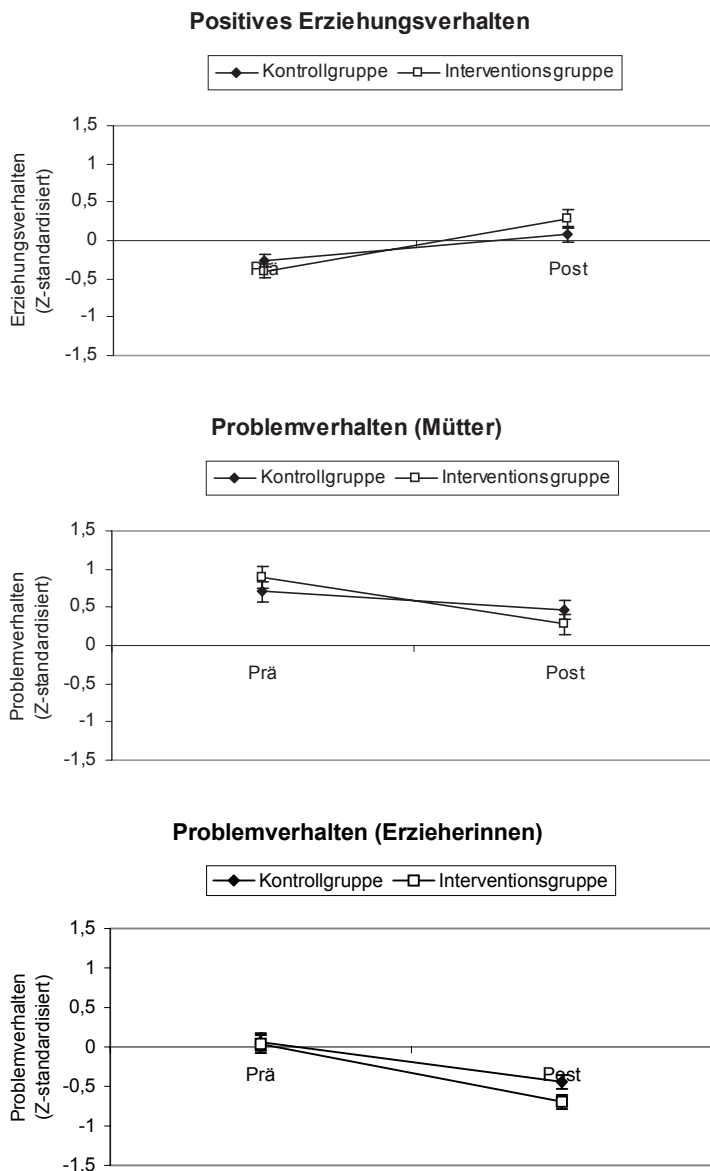 Positives Erziehungsverhalten
Kontrollgruppe Interventionsgruppe
Erziehungsverhalten
(Z-standardisiert)
1,5
1
0,5
0
-0,5
-1
-1,5
Prä Post
Problemverhalten (Mütter)
Kontrollgruppe Interventionsgruppe
Problemverhalten
(Z-standardisiert)
1,5
1
0,5
0
-0,5
-1
-1,5
Prä Post
Problemverhalten (Erzieherinnen)
Kontrollgruppe Interventionsgruppe
Problemverhalten
(Z-standardisiert)
1,5
1
0,5
0
-0,5
-1
-1,5
Prä Post